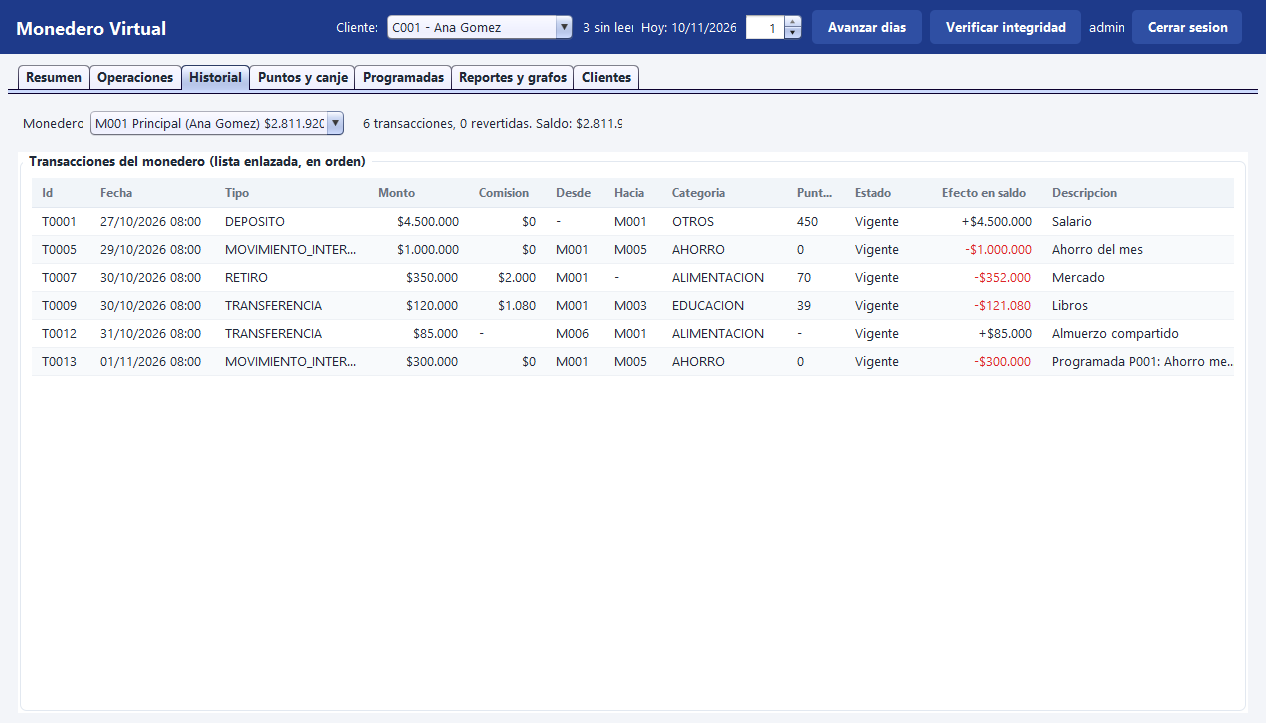 Monedero Virtual Cliente: C001 - Ana Gomez 3 sin leer Hoy: 10/11/2026 1 Avanzar dias Verificar integridad admin Cerrar sesion
Resumen Operaciones Historial Puntos y canje Programadas Reportes y grafos Clientes
Monedero M001 Principal (Ana Gomez) $2.811.920 6 transacciones, 0 revertidas. Saldo: $2.811.9
Transacciones del monedero (lista enlazada, en orden)
Id Fecha Tipo Monto Comision Desde Hacia Categoria Punt... Estado Efecto en saldo Descripcion
T0001 27/10/2026 08:00 DEPOSITO $4.500.000 $0 - M001 OTROS 450 Vigente +$4.500.000 Salario
T0005 29/10/2026 08:00 MOVIMIENTO_INTER... $1.000.000 $0 M001 M005 AHORRO 0 Vigente -$1.000.000 Ahorro del mes
T0007 30/10/2026 08:00 RETIRO $350.000 $2.000 M001 - ALIMENTACION 70 Vigente -$352.000 Mercado
T0009 30/10/2026 08:00 TRANSFERENCIA $120.000 $1.080 M001 M003 EDUCACION 39 Vigente -$121.080 Libros
T0012 31/10/2026 08:00 TRANSFERENCIA $85.000 - M006 M001 ALIMENTACION - Vigente +$85.000 Almuerzo compartido
T0013 01/11/2026 08:00 MOVIMIENTO_INTER... $300.000 $0 M001 M005 AHORRO 0 Vigente -$300.000 Programada P001: Ahorro me..